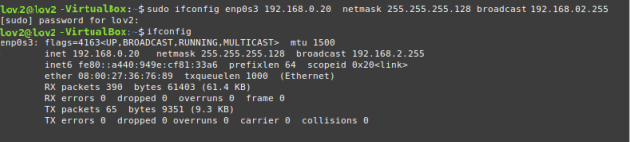 lov2@lov2-VirtualBox:~$ sudo ifconfig enp0s3 192.168.0.20  netmask 255.255.255.128 broadcast 192.168.02.255
[sudo] password for lov2:
lov2@lov2-VirtualBox:~$ ifconfig
enp0s3: flags=4163<UP,BROADCAST,RUNNING,MULTICAST>  mtu 1500
inet 192.168.0.20  netmask 255.255.255.128  broadcast 192.168.2.255
inet6 fe80::a440:949e:cf81:33a6  prefixlen 64  scopeid 0x20<link>
ether 08:00:27:36:76:89  txqueuelen 1000  (Ethernet)
RX packets 390  bytes 61403 (61.4 KB)
RX errors 0  dropped 0  overruns 0  frame 0
TX packets 65  bytes 9351 (9.3 KB)
TX errors 0  dropped 0 overruns 0  carrier 0  collisions 0